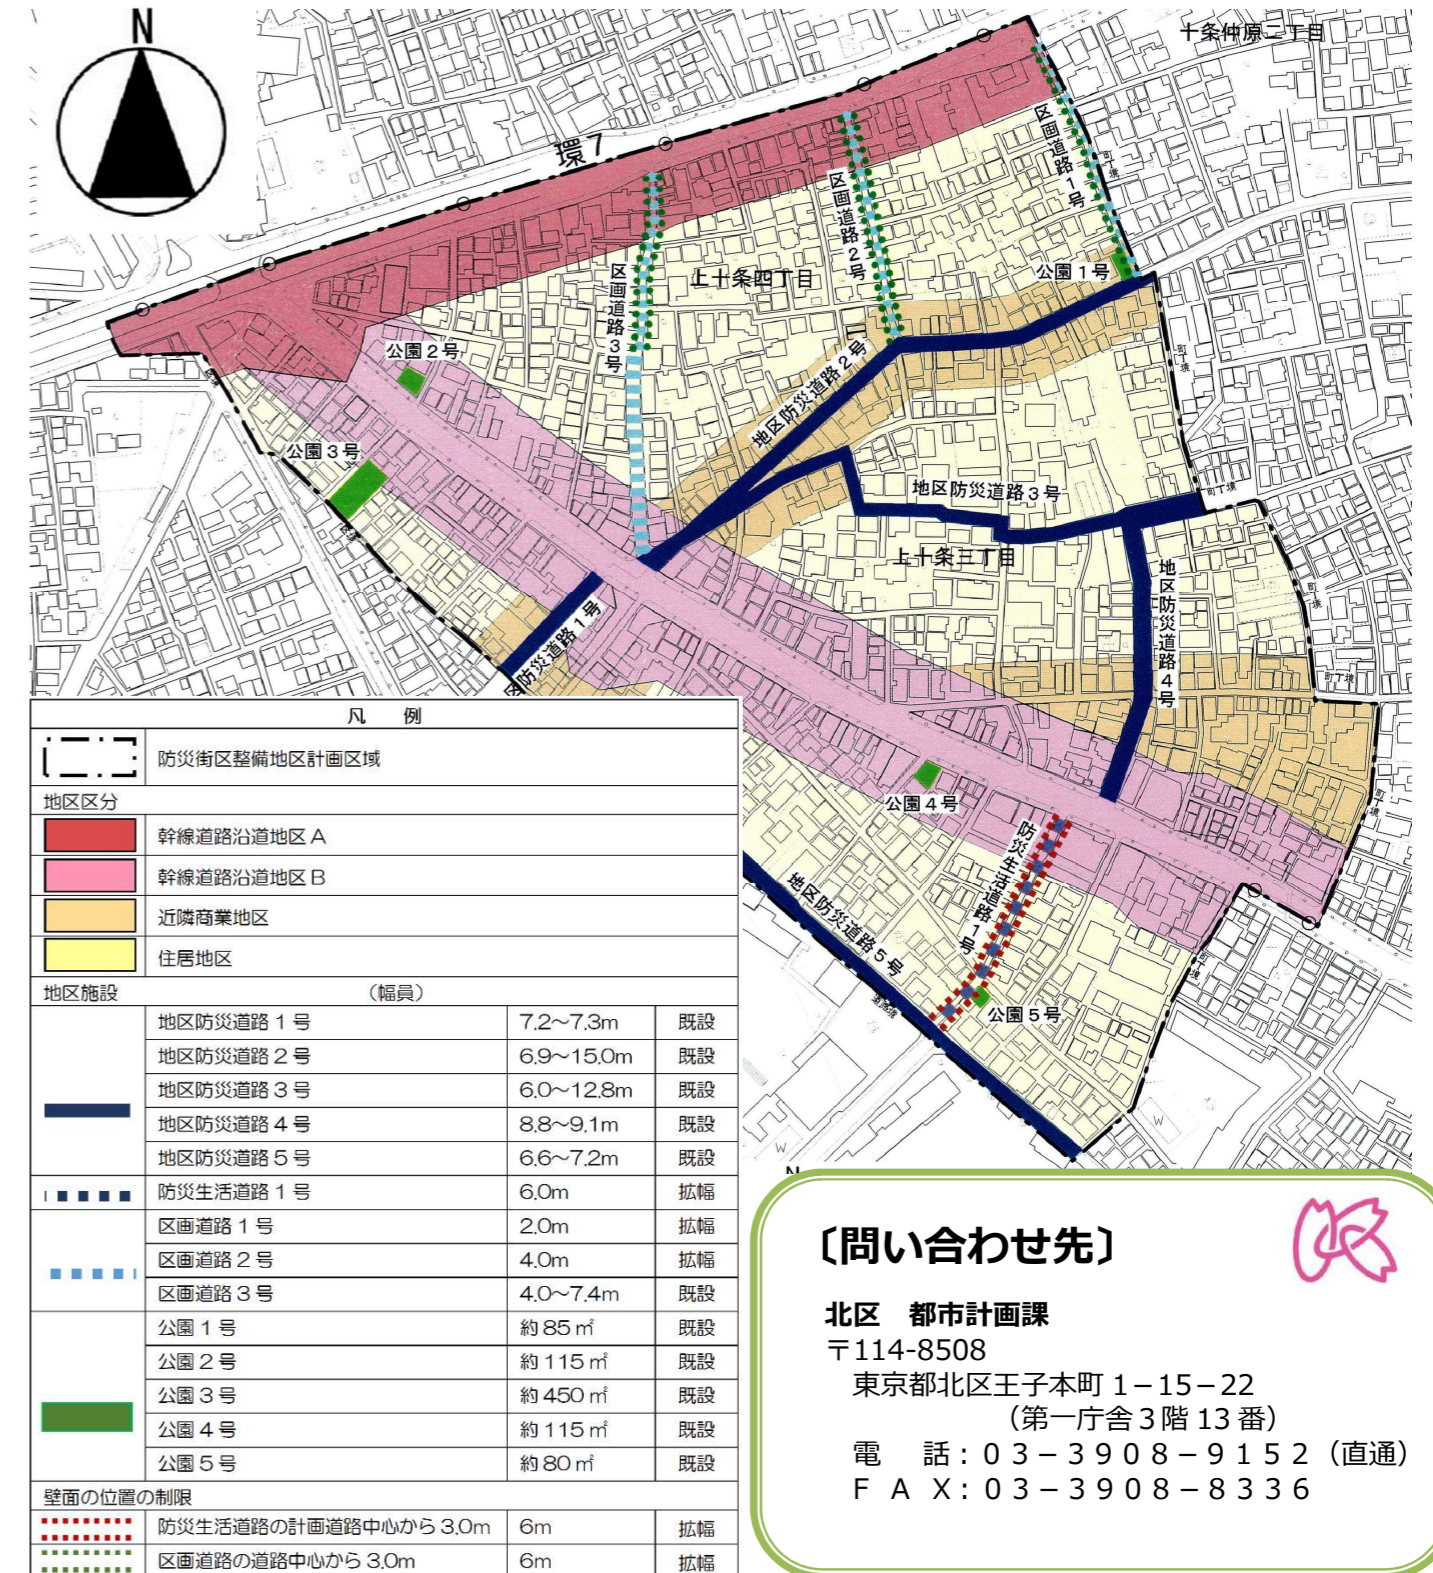 N
十条仲原二丁目
環7
区画道路1号
区画道路2号
区画道路3号
町丁境
公園1号
上十条四丁目
公園2号
地区防災道路2号
町丁境
公園3号
地区防災道路3号
町丁境
上十条三丁目
地区防災道路4号
区防災道路1号
町丁境
公園4号
町丁境
防災生活道路1号
地区防災道路5号
町丁境
公園5号
W
W
N
凡 例
防災街区整備地区計画区域
地区区分
幹線道路沿道地区A
幹線道路沿道地区B
近隣商業地区
住居地区
地区施設 (幅員)
地区防災道路1号 7.2~7.3m 既設
地区防災道路2号 6.9~15.0m 既設
地区防災道路3号 6.0~12.8m 既設
地区防災道路4号 8.8~9.1m 既設
地区防災道路5号 6.6~7.2m 既設
防災生活道路1号 6.0m 拡幅
区画道路1号 2.0m 拡幅
区画道路2号 4.0m 拡幅
区画道路3号 4.0~7.4m 既設
公園1号 約85㎡ 既設
公園2号 約115㎡ 既設
公園3号 約450㎡ 既設
公園4号 約115㎡ 既設
公園5号 約80㎡ 既設
壁面の位置の制限
防災生活道路の計画道路中心から3.0m 6m 拡幅
区画道路の道路中心から3.0m 6m 拡幅
〔問い合わせ先〕
北区 都市計画課
〒114-8508
東京都北区王子本町1-15-22
(第一庁舎3階13番)
電 話:03-3908-9152(直通)
FAX:03-3908-8336